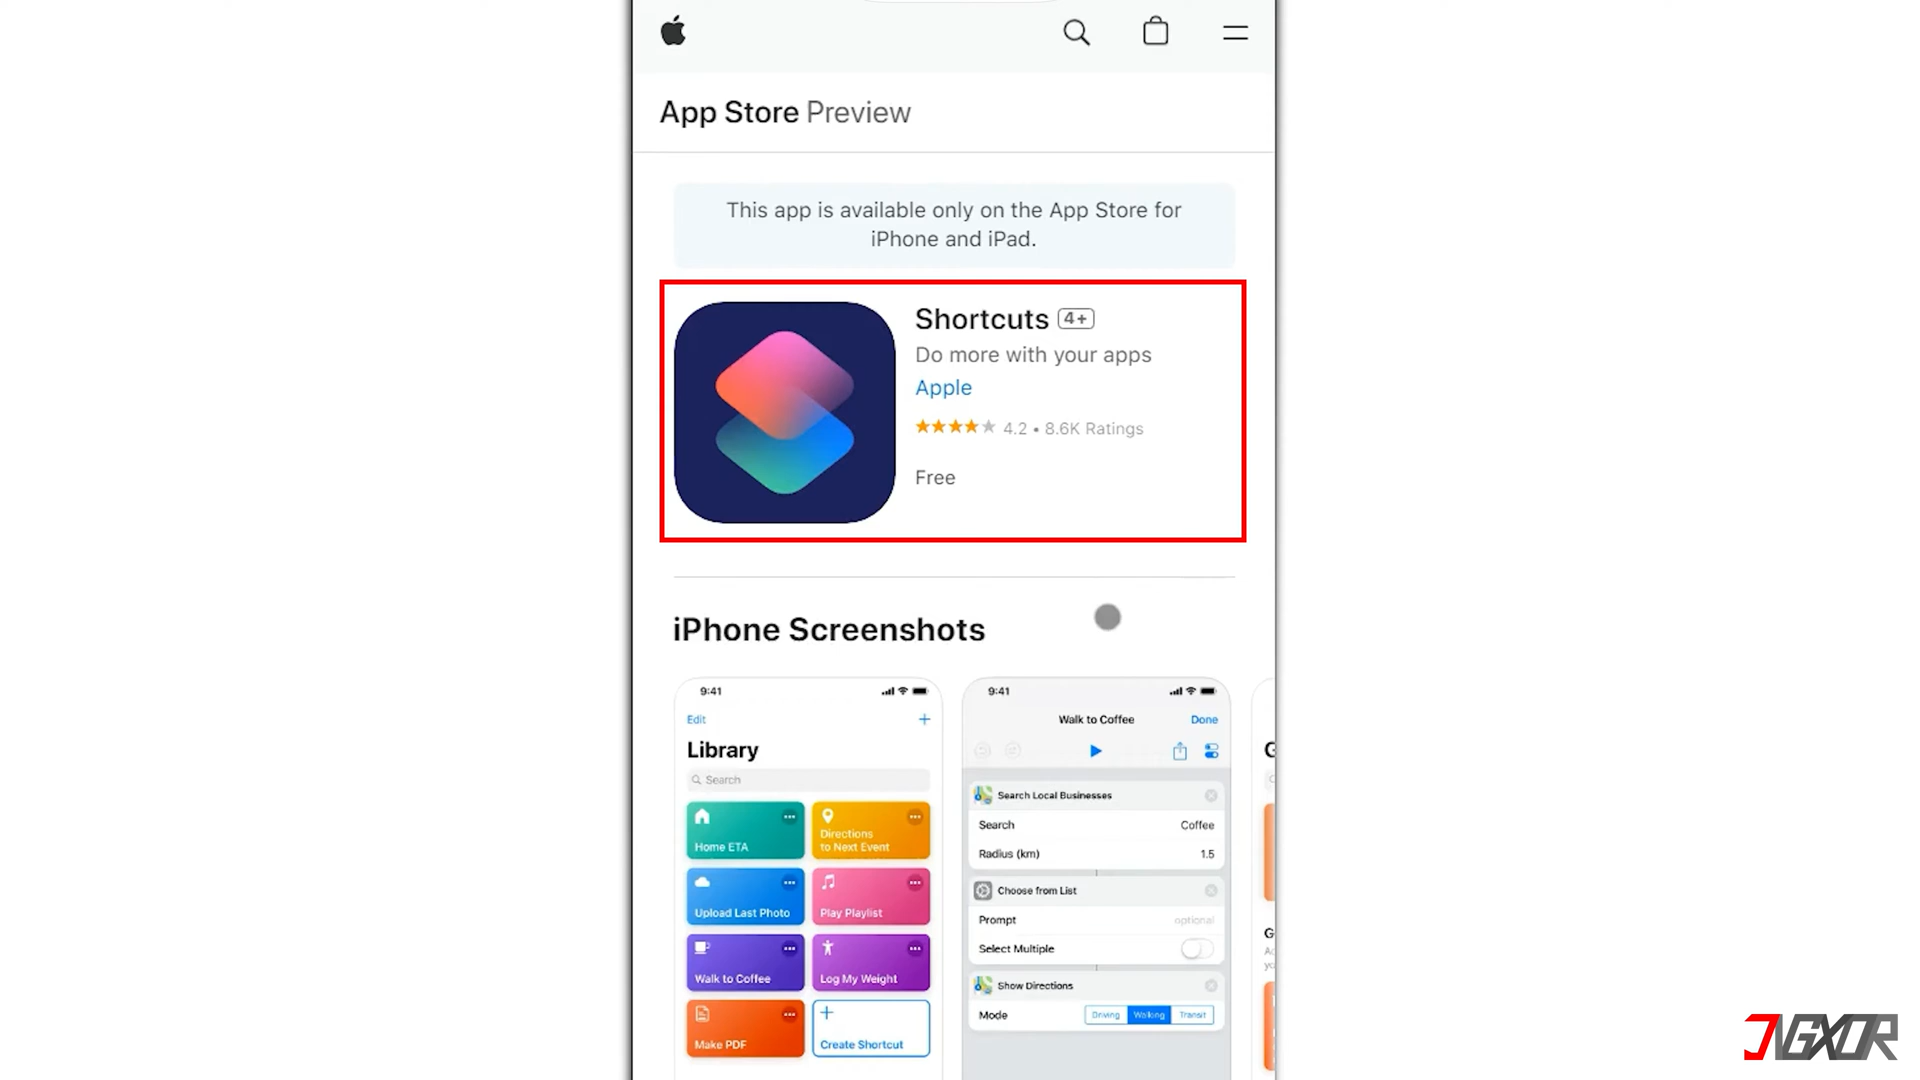 App Store Preview
This app is available only on the App Store for
iPhone and iPad.
Shortcuts 4+
Do more with your apps
Apple
4.2 • 8.6K Ratings
Free
iPhone Screenshots
9:41
Edit
Library
Search
Home ETA
Directions
to Next Event
Upload Last Photo
Play Playlist
Walk to Coffee
Log My Weight
Make PDF
Create Shortcut
9:41
Walk to Coffee
Done
Search Local Businesses
Search Coffee
Radius (km) 1.5
Choose from List
Prompt optional
Select Multiple
Show Directions
Mode Driving Walking Transit
JVGXOR